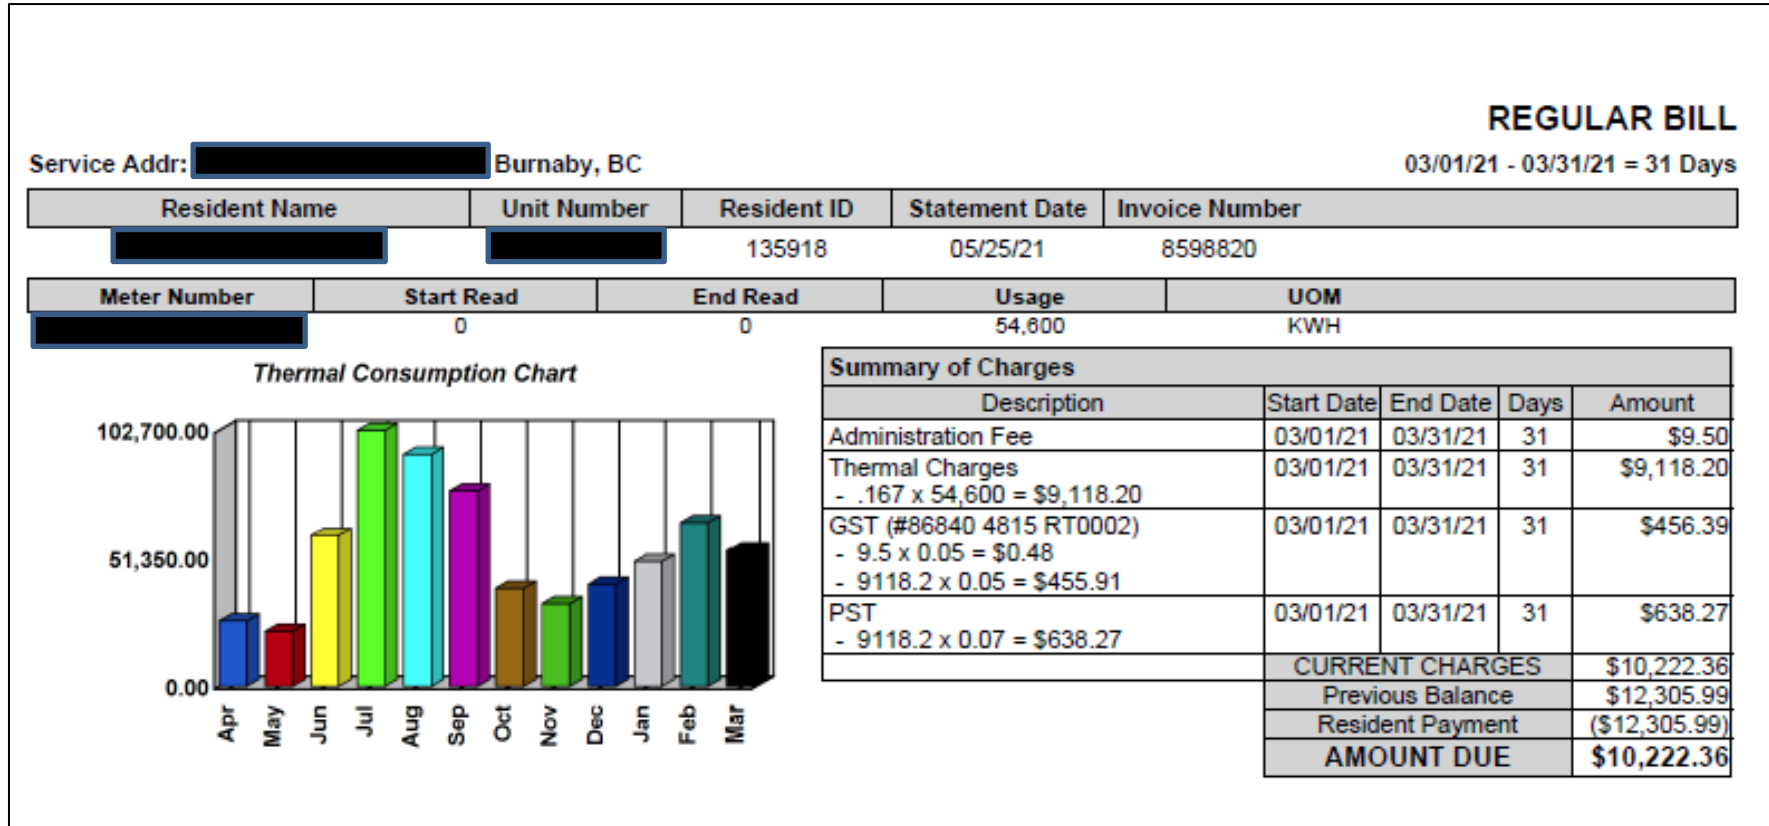 REGULAR BILL
Service Addr: Burnaby, BC
03/01/21 - 03/31/21 = 31 Days
Resident Name Unit Number Resident ID Statement Date Invoice Number
135918 05/25/21 8598820
Meter Number Start Read End Read Usage UOM
0 0 54,600 KWH
Thermal Consumption Chart
102,700.00
51,350.00
0.00
Apr May Jun Jul Aug Sep Oct Nov Dec Jan Feb Mar
Summary of Charges
Description Start Date End Date Days Amount
Administration Fee 03/01/21 03/31/21 31 $9.50
Thermal Charges 03/01/21 03/31/21 31 $9,118.20
- .167 x 54,600 = $9,118.20
GST (#86840 4815 RT0002) 03/01/21 03/31/21 31 $456.39
- 9.5 x 0.05 = $0.48
- 9118.2 x 0.05 = $455.91
PST 03/01/21 03/31/21 31 $638.27
- 9118.2 x 0.07 = $638.27
CURRENT CHARGES $10,222.36
Previous Balance $12,305.99
Resident Payment ($12,305.99)
AMOUNT DUE $10,222.36